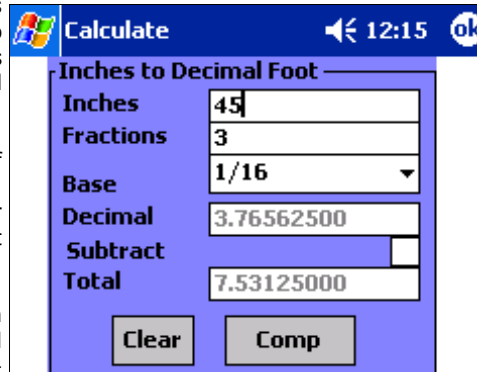 Calculate 12:15 ok
Inches to Decimal Foot
Inches 45
Fractions 3
Base 1/16
Decimal 3.76562500
Subtract
Total 7.53125000
Clear Comp